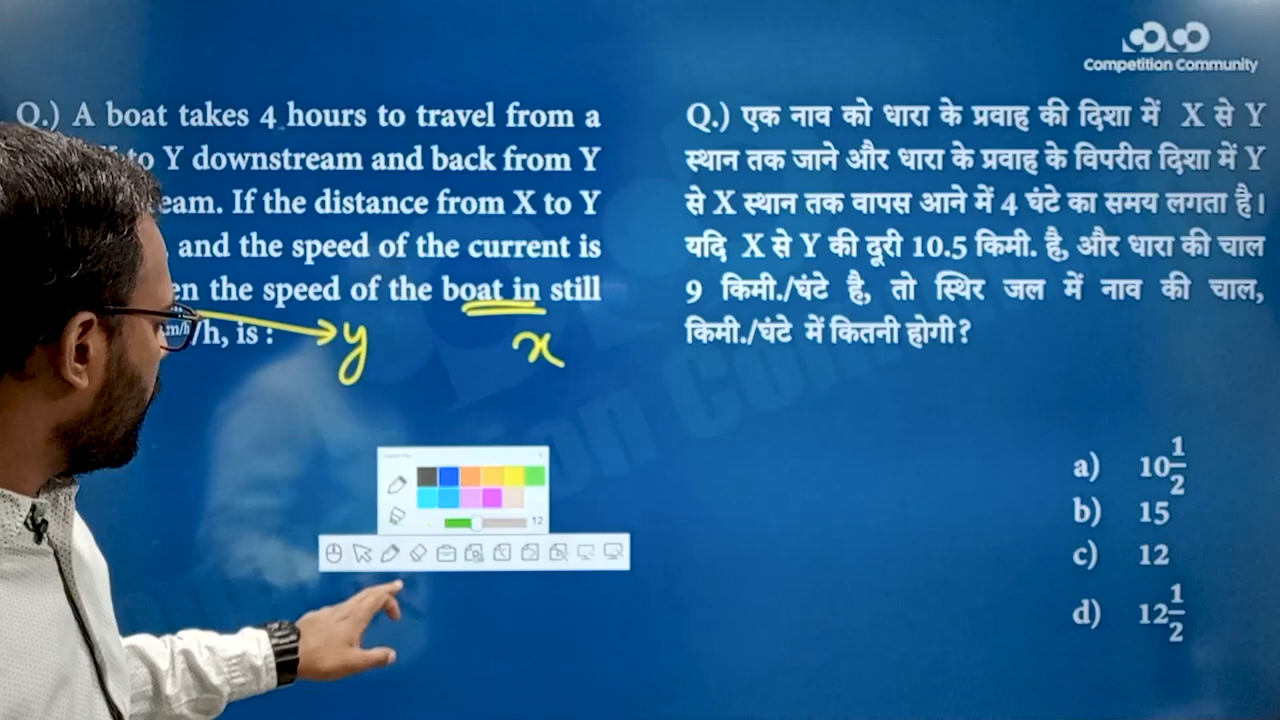 Competition Community
Q.) A boat takes 4 hours to travel from a
to Y downstream and back from Y
eam. If the distance from X to Y
and the speed of the current is
en the speed of the boat in still
m/h/h, is :
y
x
Q.) एक नाव को धारा के प्रवाह की दिशा में X से Y
स्थान तक जाने और धारा के प्रवाह के विपरीत दिशा में Y
से X स्थान तक वापस आने में 4 घंटे का समय लगता है।
यदि X से Y की दूरी 10.5 किमी. है, और धारा की चाल
9 किमी./घंटे है, तो स्थिर जल में नाव की चाल,
किमी./घंटे में कितनी होगी?
12
a) 10 1/2
b) 15
c) 12
d) 12 1/2